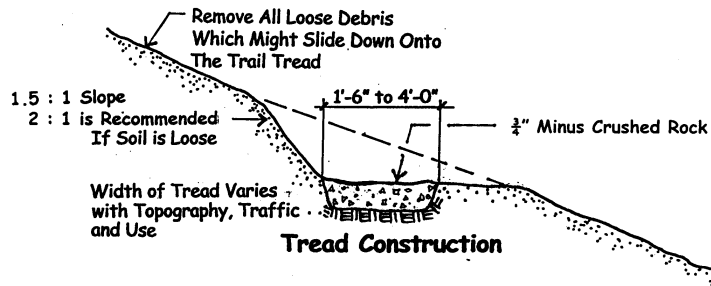 Remove All Loose Debris
Which Might Slide Down Onto
The Trail Tread
1.5 : 1 Slope
2 : 1 is Recommended
If Soil is Loose
1'-6" to 4'-0"
¾" Minus Crushed Rock
Width of Tread Varies
with Topography, Traffic
and Use
Tread Construction